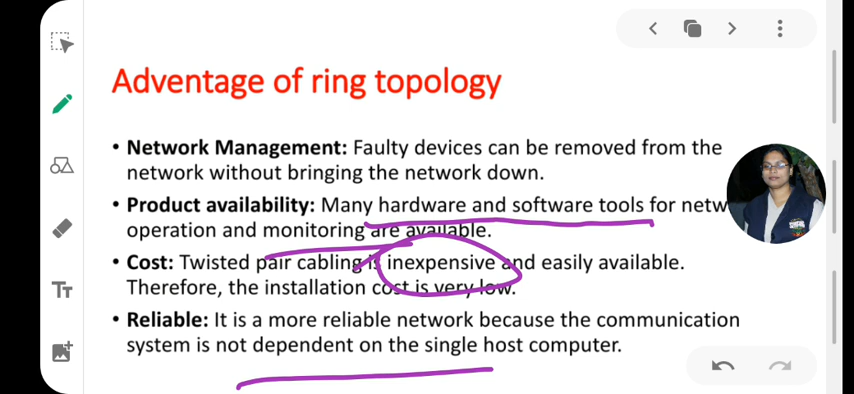 Adventage of ring topology
• Network Management: Faulty devices can be removed from the
network without bringing the network down.
• Product availability: Many hardware and software tools for netw
operation and monitoring are available.
• Cost: Twisted pair cabling is inexpensive and easily available.
Therefore, the installation cost is very low.
• Reliable: It is a more reliable network because the communication
system is not dependent on the single host computer.
Tт